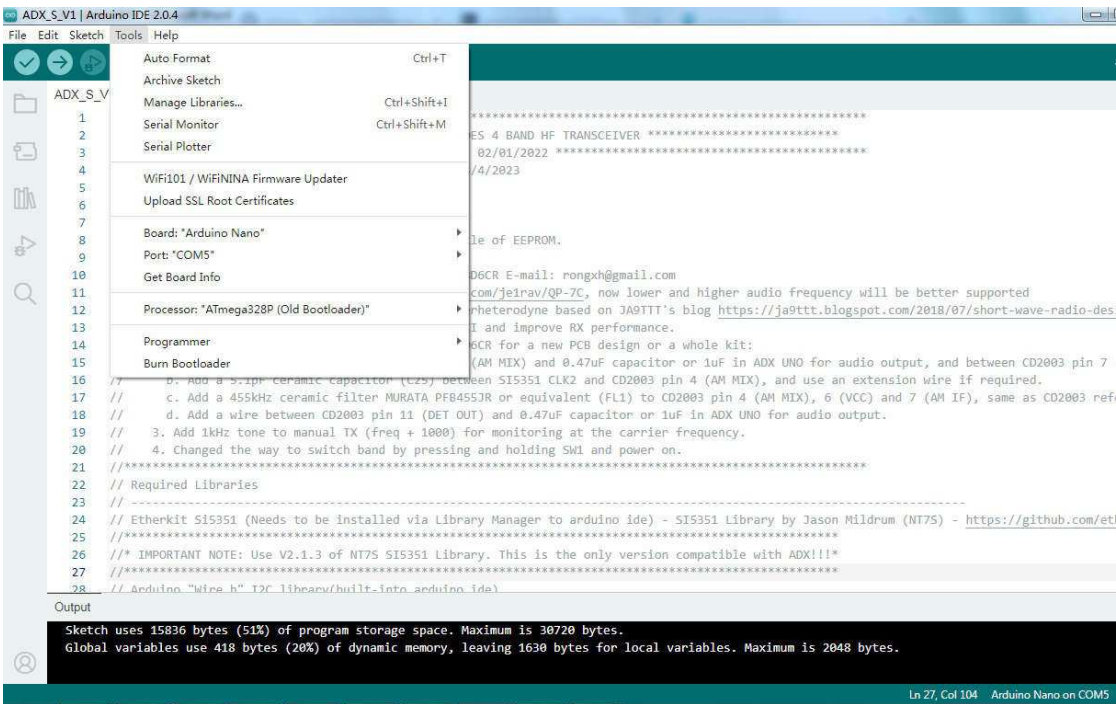 ADX_S_V1 | Arduino IDE 2.0.4
File Edit Sketch Tools Help
Auto Format Ctrl+T
Archive Sketch
Manage Libraries... Ctrl+Shift+I
Serial Monitor Ctrl+Shift+M
Serial Plotter
WiFi101 / WiFiNINA Firmware Updater
Upload SSL Root Certificates
Board: "Arduino Nano"
Port: "COM5"
Get Board Info
Processor: "ATmega328P (Old Bootloader)"
Programmer
Burn Bootloader
ADX_S_V
1 ******************************************************
2 4 BAND HF TRANSCEIVER ***************************
3 02/01/2022 ********************************************
4 /4/2023
5
6
7
8 of EEPROM.
9
10 E-mail: rongxh@gmail.com
11 com/je1rav/QP-7C, now lower and higher audio frequency will be better supported
12 based on JA9TTT's blog https://ja9ttt.blogspot.com/2018/07/short-wave-radio-des
13 and improve RX performance.
14 for a new PCB design or a whole kit:
15 (AM MIX) and 0.47uF capacitor or 1uF in ADX UNO for audio output, and between CD2003 pin 7
16 // b. Add a 5.1pF ceramic capacitor (C25) between SI5351 CLK2 and CD2003 pin 4 (AM MIX), and use an extension wire if required.
17 // c. Add a 455kHz ceramic filter MURATA PFB455JR or equivalent (FL1) to CD2003 pin 4 (AM MIX), 6 (VCC) and 7 (AM IF), same as CD2003 ref
18 // d. Add a wire between CD2003 pin 11 (DET OUT) and 0.47uF capacitor or 1uF in ADX UNO for audio output.
19 // 3. Add 1kHz tone to manual TX (freq + 1000) for monitoring at the carrier frequency.
20 // 4. Changed the way to switch band by pressing and holding SW1 and power on.
21 //*********************************************************************************************************
22 // Required Libraries
23 // ----------------------------------------------------------------------------------------------------------------------
24 // Etherkit Si5351 (Needs to be installed via Library Manager to arduino ide) - SI5351 Library by Jason Mildrum (NT7S) - https://github.com/et
25 //*****************************************************************************************************
26 //* IMPORTANT NOTE: Use V2.1.3 of NT7S SI5351 Library. This is the only version compatible with ADX!!!*
27 //*****************************************************************************************************
28 // Arduino "Wire.h" I2C library(built-into arduino ide)
Output
Sketch uses 15836 bytes (51%) of program storage space. Maximum is 30720 bytes.
Global variables use 418 bytes (20%) of dynamic memory, leaving 1630 bytes for local variables. Maximum is 2048 bytes.
Ln 27, Col 104 Arduino Nano on COM5